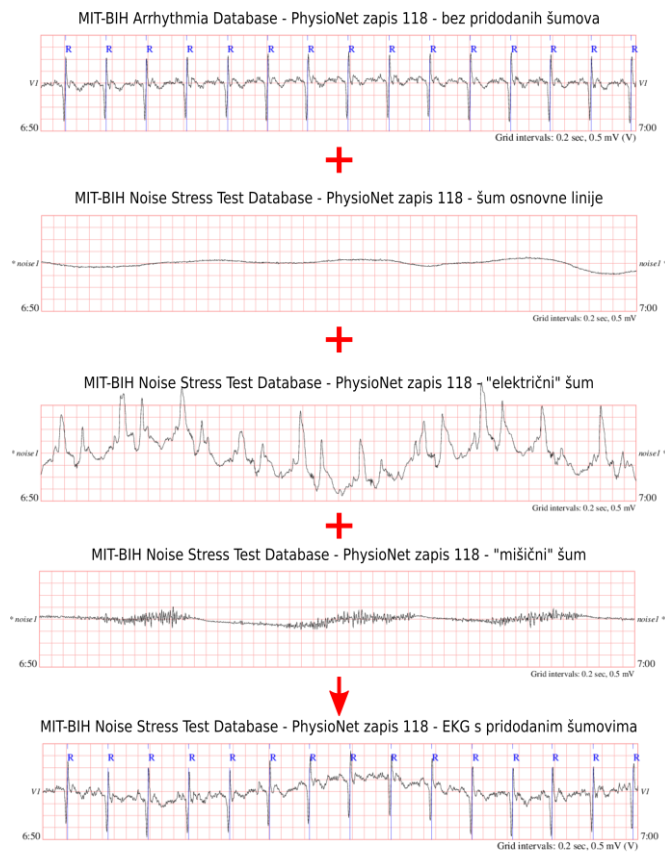 MIT-BIH Arrhythmia Database - PhysioNet zapis 118 - bez pridodanih šumova
R R R R R R R R R R R R R R R
V1 V1
6:50 7:00
Grid intervals: 0.2 sec, 0.5 mV (V)
+
MIT-BIH Noise Stress Test Database - PhysioNet zapis 118 - šum osnovne linije
* noise1 noise1 *
6:50 7:00
Grid intervals: 0.2 sec, 0.5 mV
+
MIT-BIH Noise Stress Test Database - PhysioNet zapis 118 - "električni" šum
* noise1 noise1 *
6:50 7:00
Grid intervals: 0.2 sec, 0.5 mV
+
MIT-BIH Noise Stress Test Database - PhysioNet zapis 118 - "mišični" šum
* noise1 noise1 *
6:50 7:00
Grid intervals: 0.2 sec, 0.5 mV
MIT-BIH Noise Stress Test Database - PhysioNet zapis 118 - EKG s pridodanim šumovima
R R R R R R R R R R R R R R R
V1 V1
6:50 7:00
Grid intervals: 0.2 sec, 0.5 mV (V)